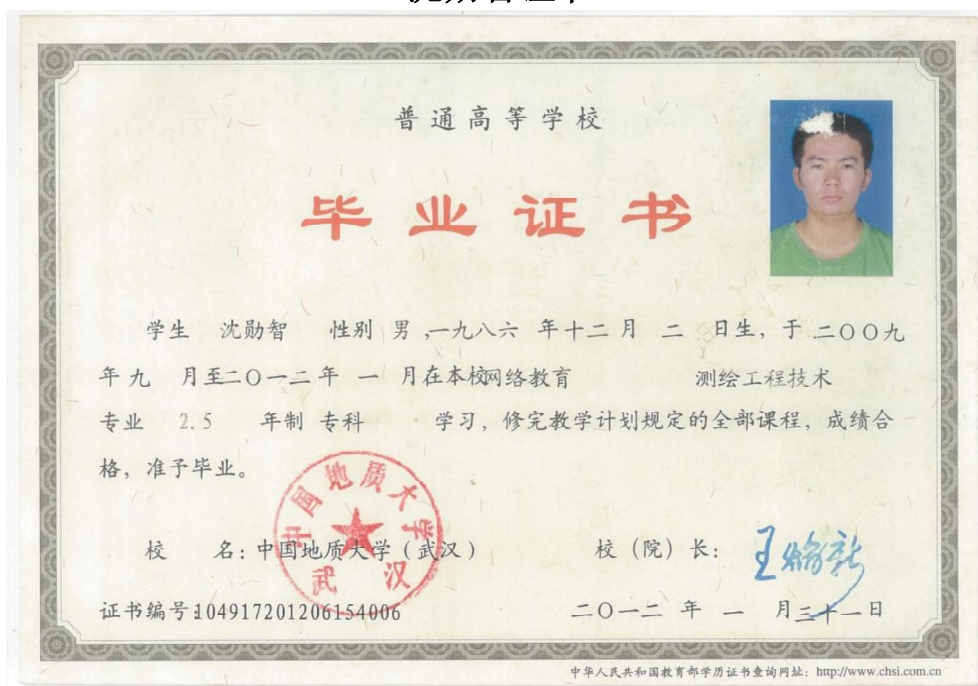 普通高等学校
毕业证书
学生 沈勋智 性别 男 ,一九八六 年十二月 二 日生，于 二〇〇九
年九 月至二〇一二年 一 月在本校网络教育 测绘工程技术
专业 2.5 年制 专科 学习，修完教学计划规定的全部课程，成绩合
格，准予毕业。
中国地质大学
武汉
校 名：中国地质大学（武汉） 校（院）长：
证书编号:104917201206154006 二〇一二 年 一 月三十一日
中华人民共和国教育部学历证书查询网址：http://www.chsi.com.cn